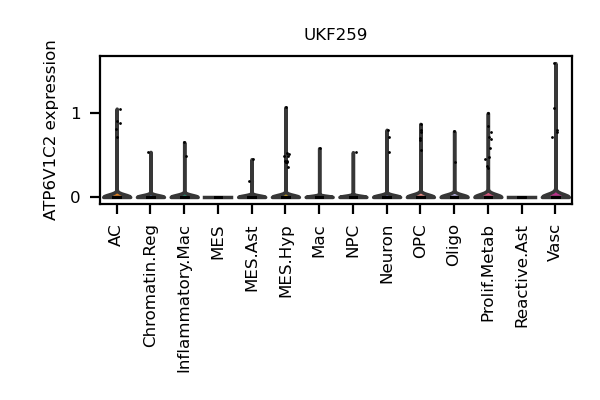 UKF259
ATP6V1C2 expression
1
0
AC
Chromatin.Reg
Inflammatory.Mac
MES
MES.Ast
MES.Hyp
Mac
NPC
Neuron
OPC
Oligo
Prolif.Metab
Reactive.Ast
Vasc